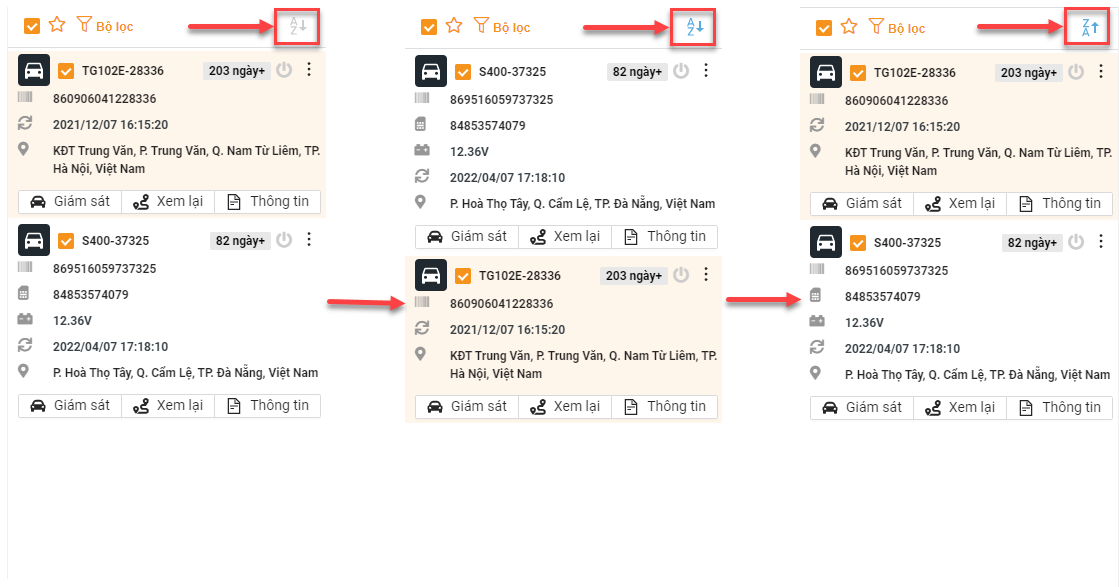 Bộ lọc
A
Z
TG102E-28336
203 ngày+
860906041228336
2021/12/07 16:15:20
KĐT Trung Văn, P. Trung Văn, Q. Nam Từ Liêm, TP.
Hà Nội, Việt Nam
Giám sát
Xem lại
Thông tin
S400-37325
82 ngày+
869516059737325
84853574079
12.36V
2022/04/07 17:18:10
P. Hoà Thọ Tây, Q. Cẩm Lệ, TP. Đà Nẵng, Việt Nam
Giám sát
Xem lại
Thông tin
Bộ lọc
A
Z
S400-37325
82 ngày+
869516059737325
84853574079
12.36V
2022/04/07 17:18:10
P. Hoà Thọ Tây, Q. Cẩm Lệ, TP. Đà Nẵng, Việt Nam
Giám sát
Xem lại
Thông tin
TG102E-28336
203 ngày+
860906041228336
2021/12/07 16:15:20
KĐT Trung Văn, P. Trung Văn, Q. Nam Từ Liêm, TP.
Hà Nội, Việt Nam
Giám sát
Xem lại
Thông tin
Bộ lọc
Z
A
TG102E-28336
203 ngày+
860906041228336
2021/12/07 16:15:20
KĐT Trung Văn, P. Trung Văn, Q. Nam Từ Liêm, TP.
Hà Nội, Việt Nam
Giám sát
Xem lại
Thông tin
S400-37325
82 ngày+
869516059737325
84853574079
12.36V
2022/04/07 17:18:10
P. Hoà Thọ Tây, Q. Cẩm Lệ, TP. Đà Nẵng, Việt Nam
Giám sát
Xem lại
Thông tin